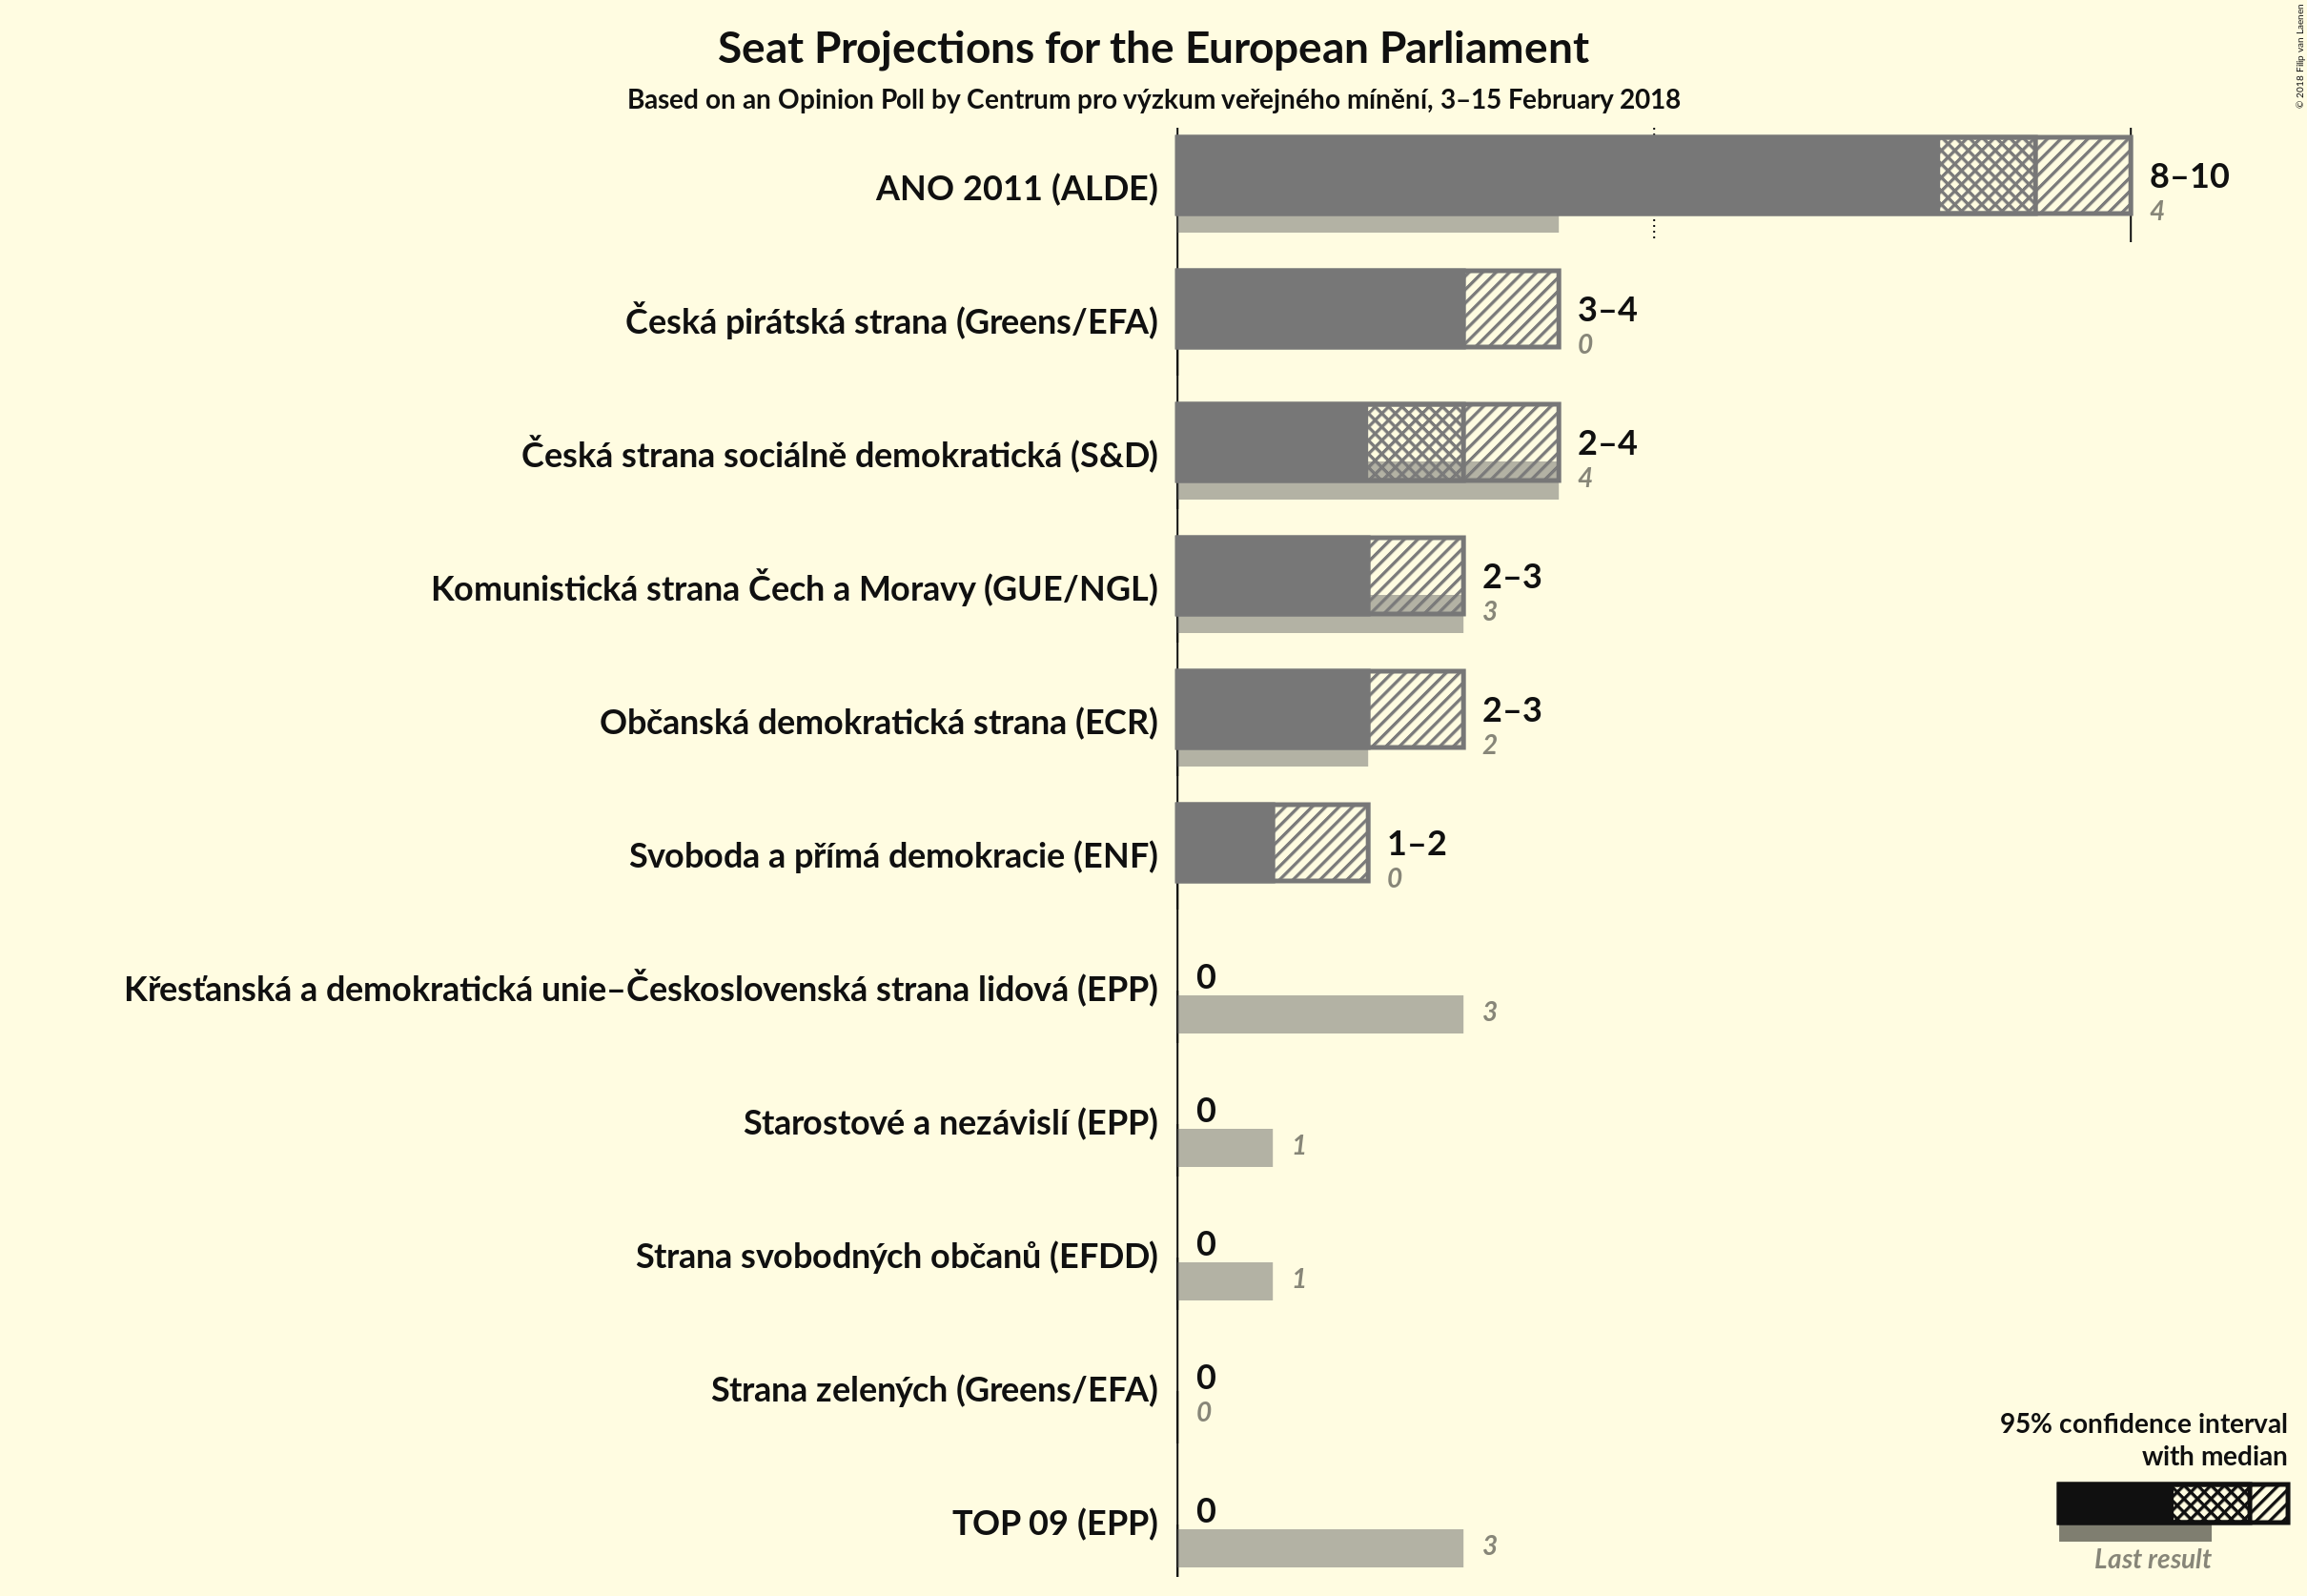 Seat Projections for the European Parliament
Based on an Opinion Poll by Centrum pro výzkum veřejného mínění, 3–15 February 2018
© 2018 Filip van Laenen
ANO 2011 (ALDE)
8–10
4
Česká pirátská strana (Greens/EFA)
3–4
0
Česká strana sociálně demokratická (S&D)
2–4
4
Komunistická strana Čech a Moravy (GUE/NGL)
2–3
3
Občanská demokratická strana (ECR)
2–3
2
Svoboda a přímá demokracie (ENF)
1–2
0
Křesťanská a demokratická unie–Československá strana lidová (EPP)
0
3
Starostové a nezávislí (EPP)
0
1
Strana svobodných občanů (EFDD)
0
1
Strana zelených (Greens/EFA)
0
0
TOP 09 (EPP)
0
3
95% confidence interval
with median
Last result